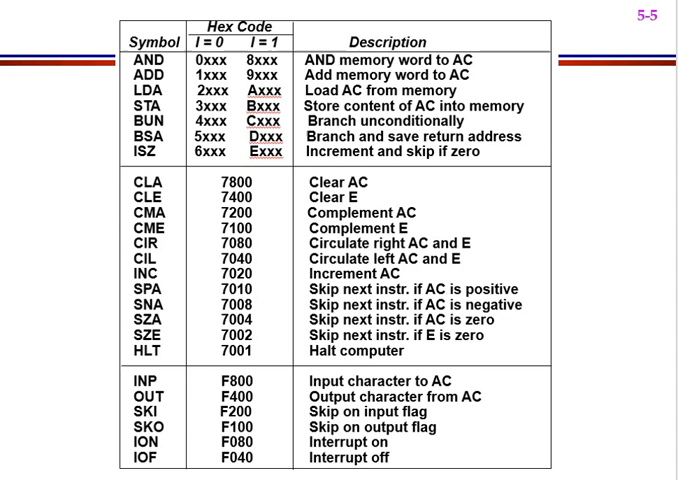 5-5
Hex Code
Symbol I = 0 I = 1 Description
AND 0xxx 8xxx AND memory word to AC
ADD 1xxx 9xxx Add memory word to AC
LDA 2xxx Axxx Load AC from memory
STA 3xxx Bxxx Store content of AC into memory
BUN 4xxx Cxxx Branch unconditionally
BSA 5xxx Dxxx Branch and save return address
ISZ 6xxx Exxx Increment and skip if zero
CLA 7800 Clear AC
CLE 7400 Clear E
CMA 7200 Complement AC
CME 7100 Complement E
CIR 7080 Circulate right AC and E
CIL 7040 Circulate left AC and E
INC 7020 Increment AC
SPA 7010 Skip next instr. if AC is positive
SNA 7008 Skip next instr. if AC is negative
SZA 7004 Skip next instr. if AC is zero
SZE 7002 Skip next instr. if E is zero
HLT 7001 Halt computer
INP F800 Input character to AC
OUT F400 Output character from AC
SKI F200 Skip on input flag
SKO F100 Skip on output flag
ION F080 Interrupt on
IOF F040 Interrupt off